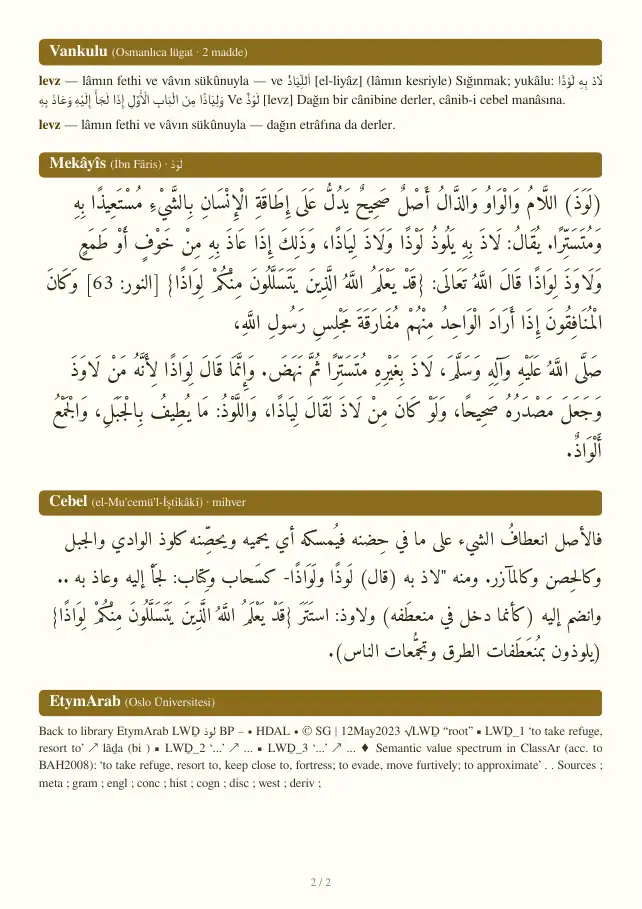 Vankulu (Osmanlıca lügat · 2 madde)
levz — lâmın fethi ve vâvın sükûnuyla — ve اَللِّيَاذُ [el-liyâz] (lâmın kesriyle) Sığınmak; yukâlu: لَاذَ بِهِ لَوْذًا
وَلِيَاذًا مِنَ الْبَابِ الْأَوَّلِ إِذَا لَجَأَ إِلَيْهِ وَعَاذَ بِهِ Ve لَوْذٌ [levz] Dağın bir cânibine derler, cânib-i cebel manâsına.
levz — lâmın fethi ve vâvın sükûnuyla — dağın etrâfına da derler.
Mekâyîs (İbn Fâris) · لَوَذَ
(لَوَذَ) اللَّامُ وَالْوَاوُ وَالذَّالُ أَصْلٌ صَحِيحٌ يَدُلُّ عَلَى إِطَاقَةِ الْإِنْسَانِ بِالشَّيْءِ مُسْتَعِيذًا بِهِ
وَمُتَسَتِّرًا. يُقَالُ: لَاذَ بِهِ يَلُوذُ لَوْذًا وَلَاذَ لِيَاذًا، وَذَلِكَ إِذَا عَاذَ بِهِ مِنْ خَوْفٍ أَوْ طَمَعٍ
وَلَاوَذَ لِوَاذًا قَالَ اللَّهُ تَعَالَى: {قَدْ يَعْلَمُ اللَّهُ الَّذِينَ يَتَسَلَّلُونَ مِنْكُمْ لِوَاذًا} [النور: 63] وَكَانَ
الْمُنَافِقُونَ إِذَا أَرَادَ الْوَاحِدُ مِنْهُمْ مُفَارَقَةَ مَجْلِسِ رَسُولِ اللَّهِ،
صَلَّى اللَّهُ عَلَيْهِ وَآلِهِ وَسَلَّمَ، لَاذَ بِغَيْرِهِ مُتَسَتِّرًا ثُمَّ نَهَضَ. وَإِنَّمَا قَالَ لِوَاذًا لِأَنَّهُ مَنْ لَاوَذَ
وَجَعَلَ مَصْدَرُهُ صَحِيحًا، وَلَوْ كَانَ مِنْ لَاذَ لَقَالَ لِيَاذًا، وَاللَّوْذُ: مَا يُطِيفُ بِالْجَبَلِ، وَالْجَمْعُ
أَلْوَاذٌ.
Cebel (el-Mu'cemü'l-İştikâkî) · mihver
فالأصل انعطافُ الشيء على ما في حِضنه فيُمسكه أي يحميه ويحصّنه كلوذ الوادي والجبل
وكالحِصن وكالمآزر. ومنه "لاذ به (قال) لَوذًا ولَوَاذًا- كسَحاب وكِتاب: لجأ إليه وعاذ به ..
وانضم إليه (كأنما دخل في منعطَفه) ولاوذ: استَتَرَ {قَدْ يَعْلَمُ اللَّهُ الَّذِينَ يَتَسَلَّلُونَ مِنْكُمْ لِوَاذًا}
(يلوذون بمُنعَطَفات الطرق وتجمُّعات الناس).
EtymArab (Oslo Üniversitesi)
Back to library EtymArab LWḎ لوذ BP – • HDAL • © SG | 12May2023 √LWḎ “root” ▪ LWḎ_1 ‘to take refuge,
resort to’ ↗ lāḏa (bi ) ▪ LWḎ_2 ‘...’ ↗ ... ▪ LWḎ_3 ‘...’ ↗ ... ♦ Semantic value spectrum in ClassAr (acc. to
BAH2008): ‘to take refuge, resort to, keep close to, fortress; to evade, move furtively; to approximate’ . . Sources ;
meta ; gram ; engl ; conc ; hist ; cogn ; disc ; west ; deriv ;
2 / 2